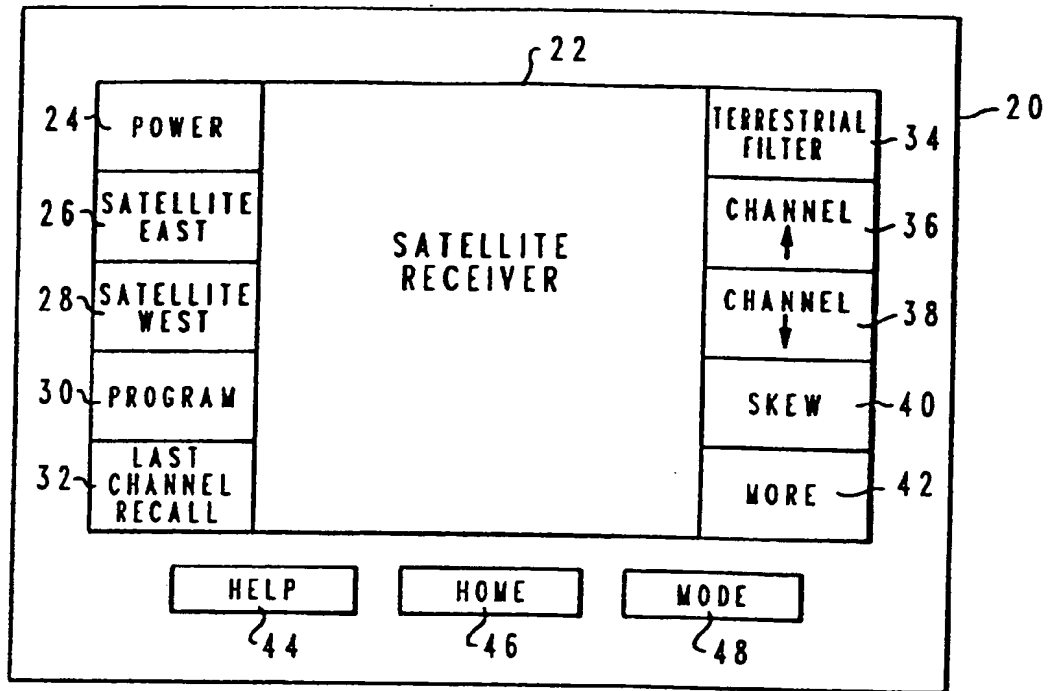 22
20
24
POWER
26
SATELLITE
EAST
28
SATELLITE
WEST
30
PROGRAM
32
LAST
CHANNEL
RECALL
SATELLITE
RECEIVER
TERRESTRIAL
FILTER
34
CHANNEL
36
CHANNEL
38
SKEW
40
MORE
42
HELP
HOME
MODE
44
46
48